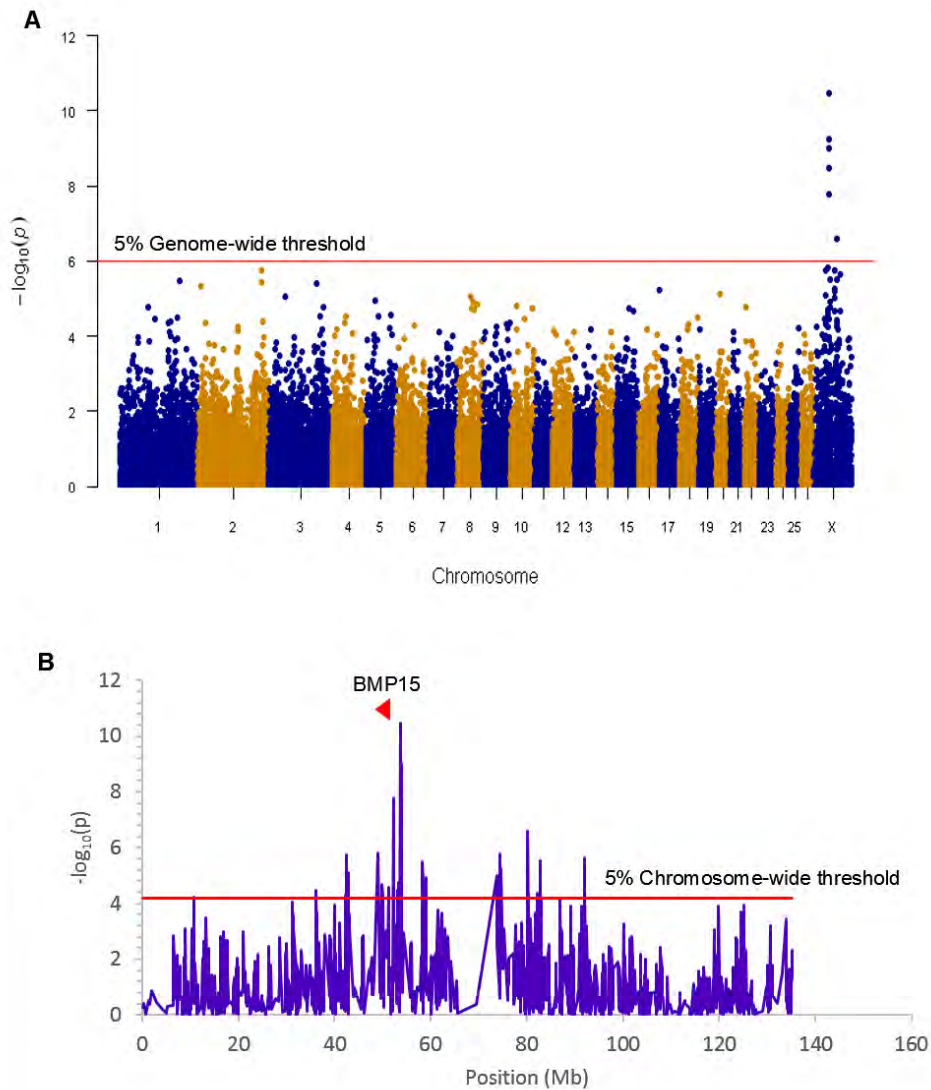 A
12
10
8
6
4
2
0
−log₁₀(p)
5% Genome-wide threshold
1 2 3 4 5 6 7 8 9 10 12 13 15 17 19 21 23 25 X
Chromosome
B
BMP15
12
10
8
6
4
2
0
-log₁₀(p)
5% Chromosome-wide threshold
0 20 40 60 80 100 120 140 160
Position (Mb)